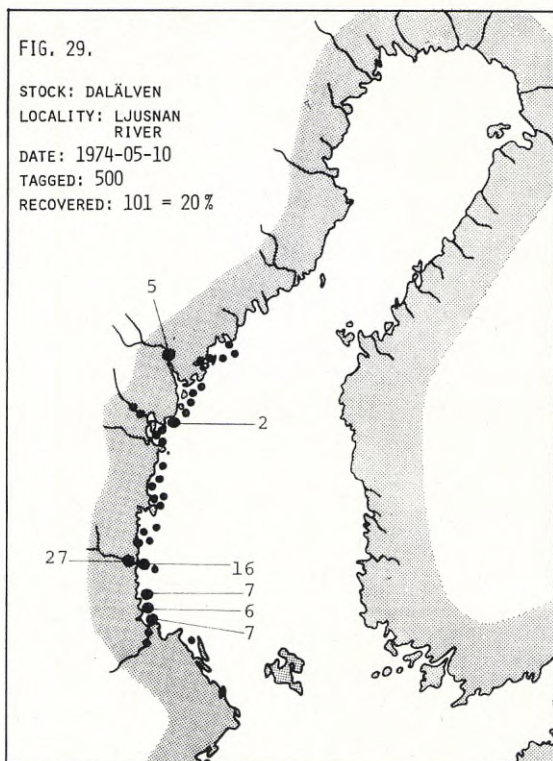 FIG. 29.
STOCK: DALÄLVEN
LOCALITY: LJUSNAN
RIVER
DATE: 1974-05-10
TAGGED: 500
RECOVERED: 101 = 20%
5
2
27
16
7
6
7